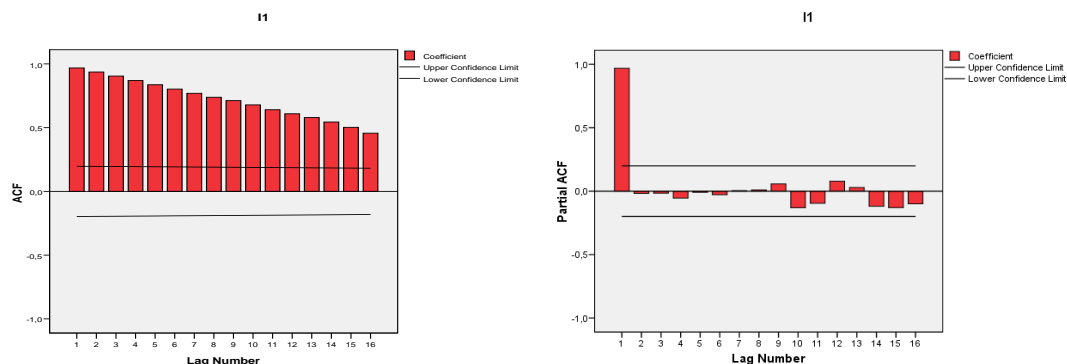 I1
Coefficient
Upper Confidence Limit
Lower Confidence Limit
1,0
0,5
0,0
-0,5
-1,0
ACF
1 2 3 4 5 6 7 8 9 10 11 12 13 14 15 16
Lag Number
I1
Coefficient
Upper Confidence Limit
Lower Confidence Limit
1,0
0,5
0,0
-0,5
-1,0
Partial ACF
1 2 3 4 5 6 7 8 9 10 11 12 13 14 15 16
Lag Number